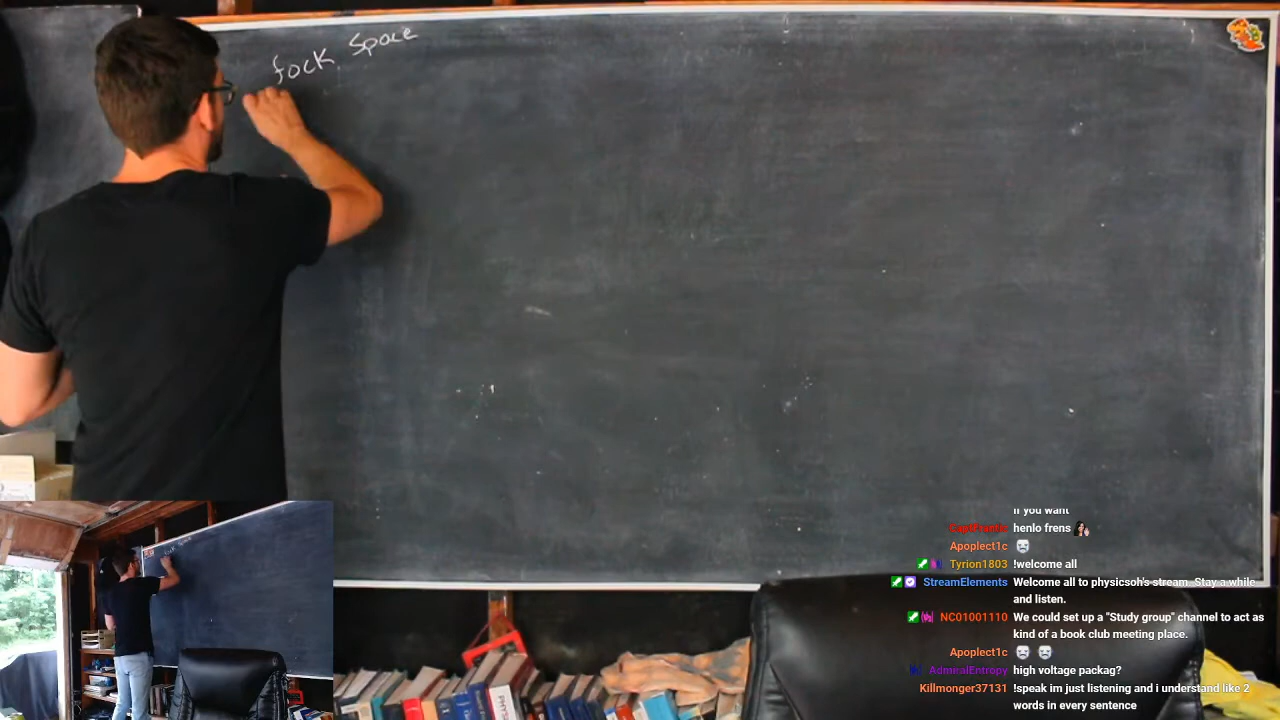 fock Space
if you want
CaptFrantic henlo frens
Apoplect1c
Tyrion1803 !welcome all
StreamElements Welcome all to physicsoh's stream. Stay a while
and listen.
NC01001110 We could set up a "Study group" channel to act as
kind of a book club meeting place.
Apoplect1c
AdmealEntropy high voltage packag?
Killmonger37131 !speak im just listening and i understand like 2
words in every sentence